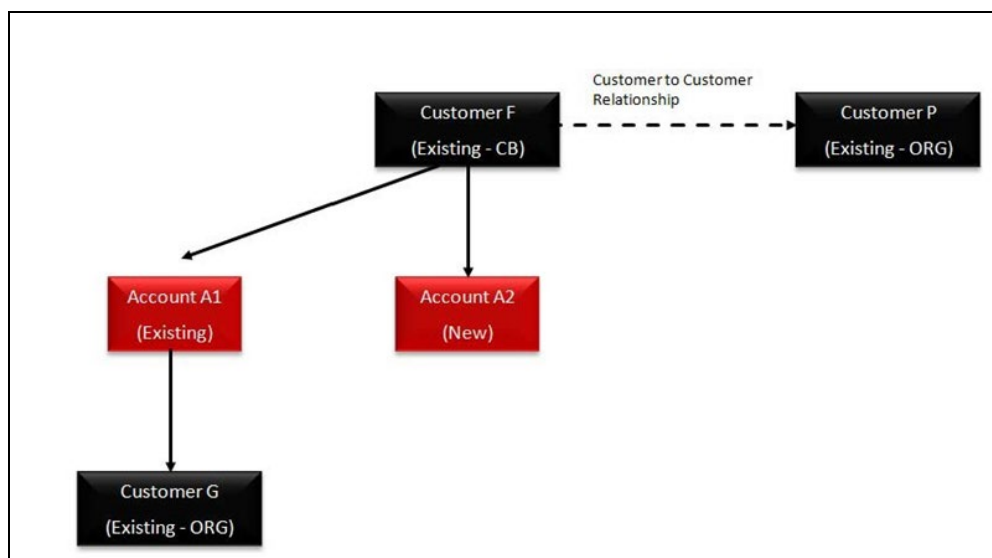 Customer to Customer
Relationship
Customer F
(Existing - CB)
Customer P
(Existing - ORG)
Account A1
(Existing)
Account A2
(New)
Customer G
(Existing - ORG)